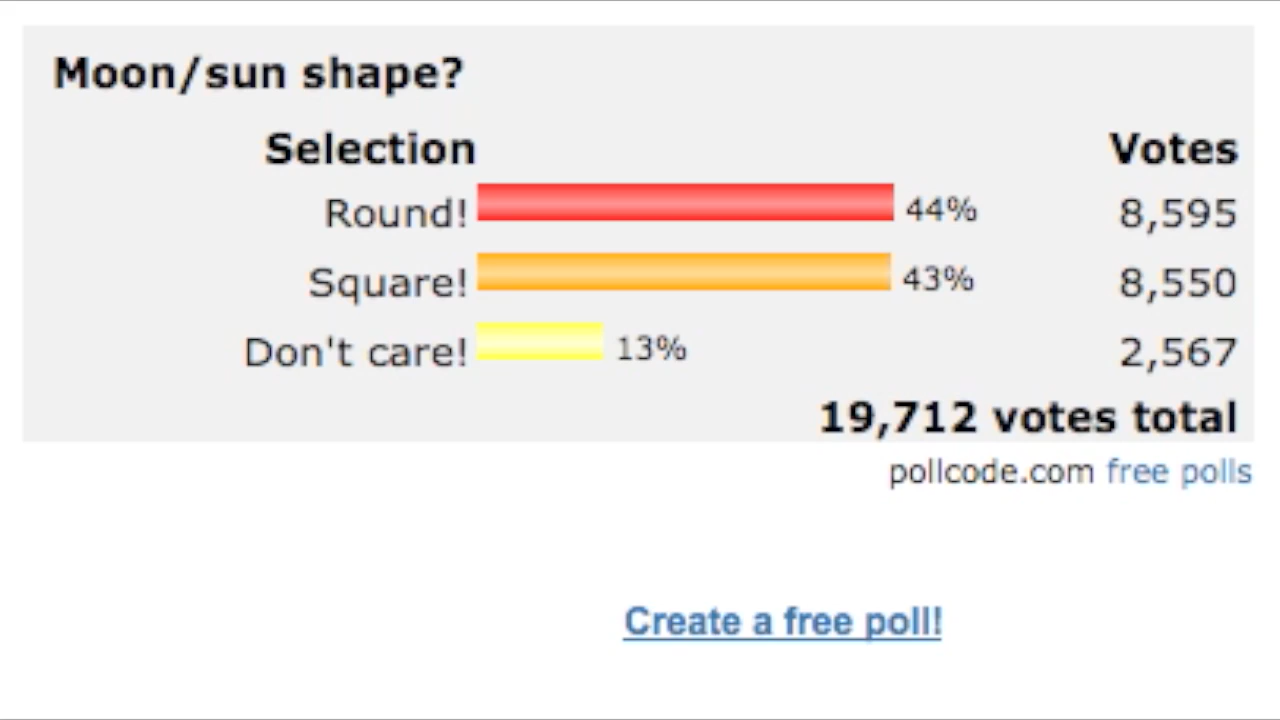 Moon/sun shape?
Selection Votes
Round! 44% 8,595
Square! 43% 8,550
Don't care! 13% 2,567
19,712 votes total
pollcode.com free polls
Create a free poll!